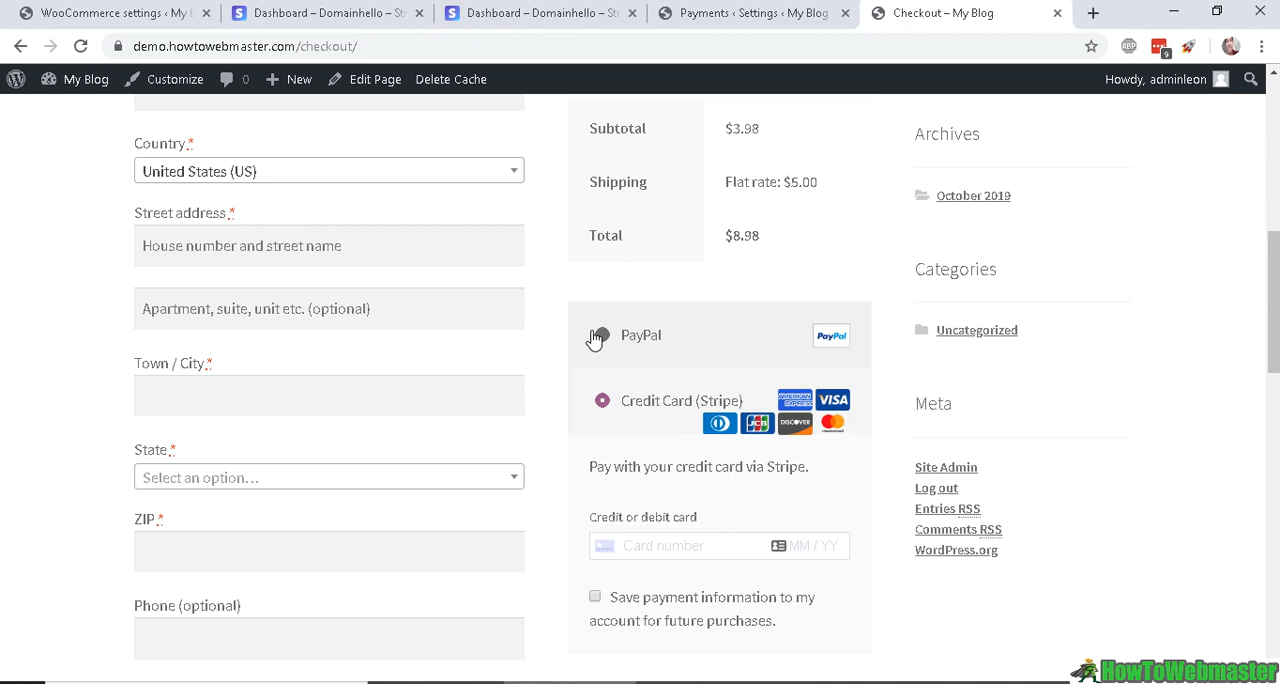 WooCommerce settings ‹ My E
Dashboard – Domainhello – St
Dashboard – Domainhello – St
Payments ‹ Settings ‹ My Blog
Checkout – My Blog
demo.howtowebmaster.com/checkout/
ABP
9
My Blog
Customize
0
New
Edit Page
Delete Cache
Howdy, adminleon
Country *
United States (US)
Street address *
House number and street name
Apartment, suite, unit etc. (optional)
Town / City *
State *
Select an option…
ZIP *
Phone (optional)
Subtotal
$3.98
Shipping
Flat rate: $5.00
Total
$8.98
PayPal
PayPal
Credit Card (Stripe)
AMERICAN EXPRESS
VISA
JCB
DISCOVER
Pay with your credit card via Stripe.
Credit or debit card
Card number
MM / YY
Save payment information to my
account for future purchases.
Archives
October 2019
Categories
Uncategorized
Meta
Site Admin
Log out
Entries RSS
Comments RSS
WordPress.org
HowToWebmaster